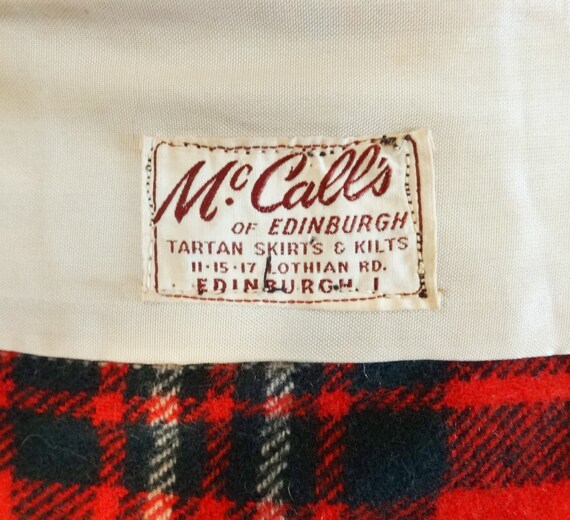 McCall's
OF EDINBURGH
TARTAN SKIRTS & KILTS
11·15·17 LOTHIAN RD.
EDINBURGH. 1